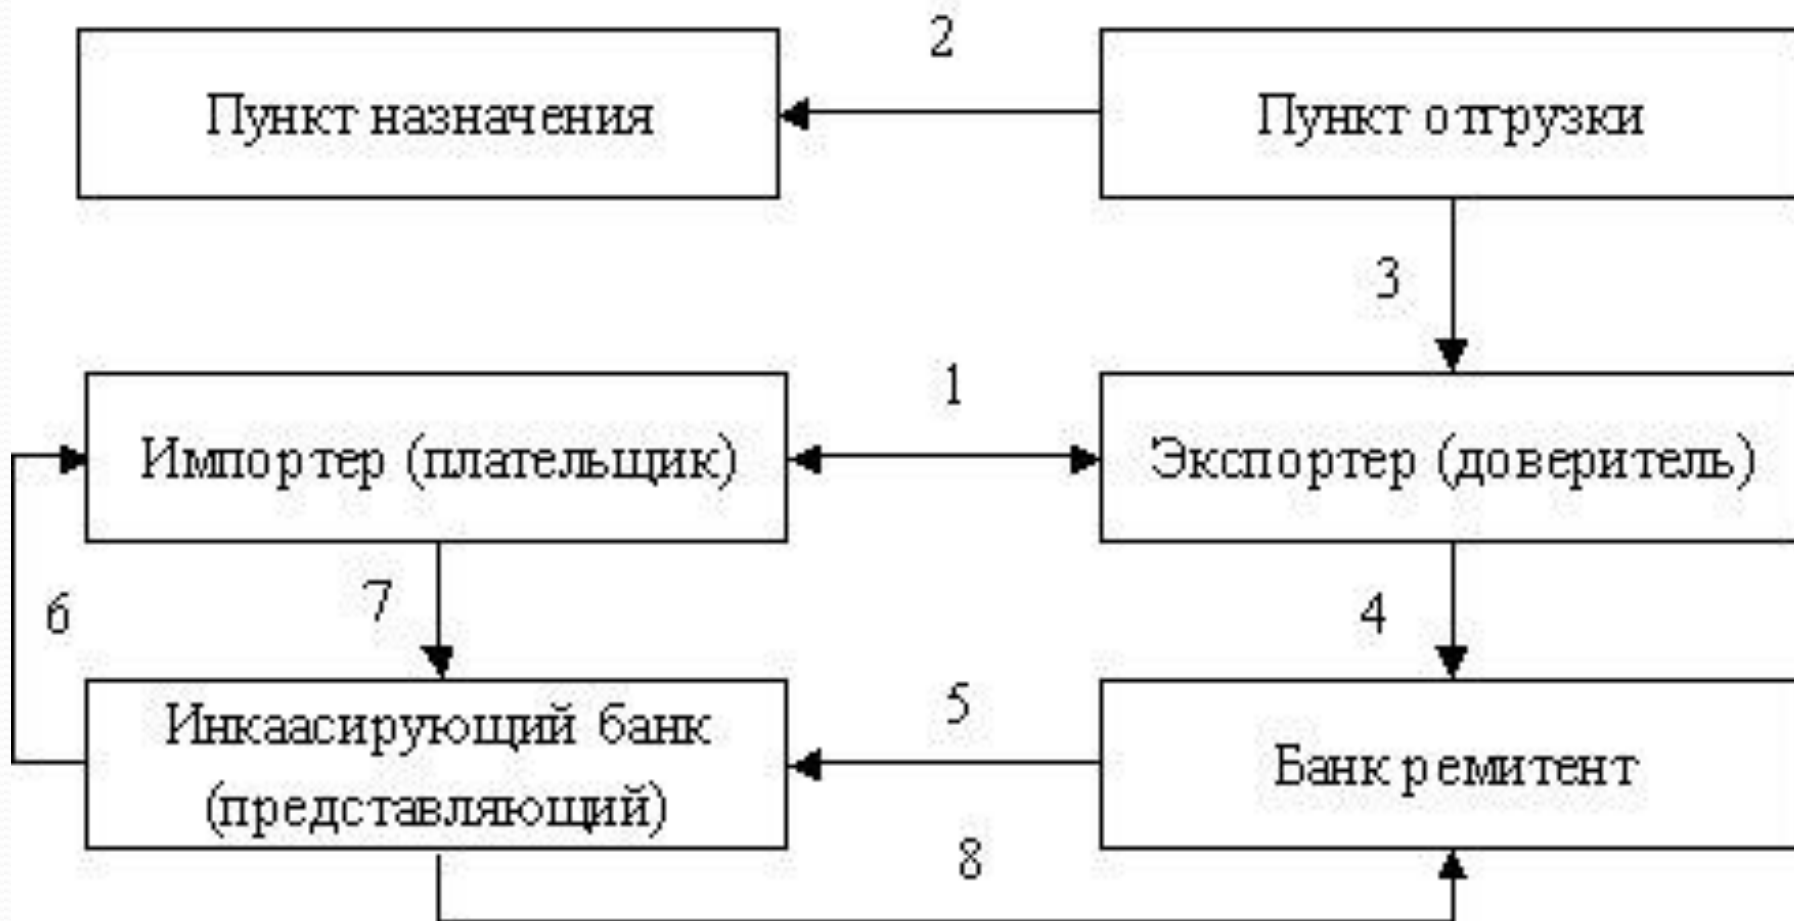 2
Пункт назначения
Пункт отгрузки
3
1
Импортер (плательщик)
Экспортер (доверитель)
6
7
4
5
Инкаасирующий банк
(представляющий)
Банк ремитент
8